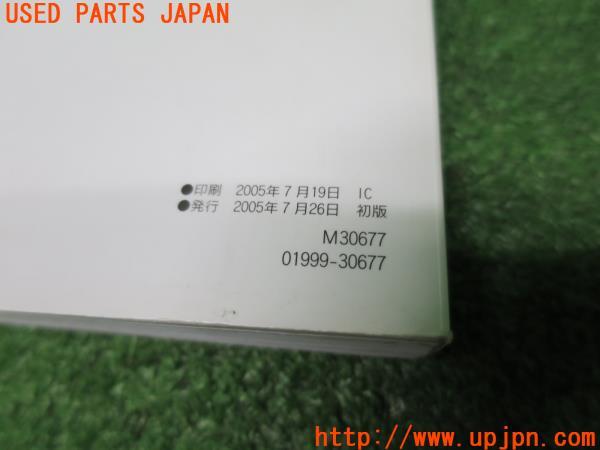 USED PARTS JAPAN
●印刷 2005年7月19日 IC
●発行 2005年7月26日 初版
M30677
01999-30677
http://www.upjpn.com